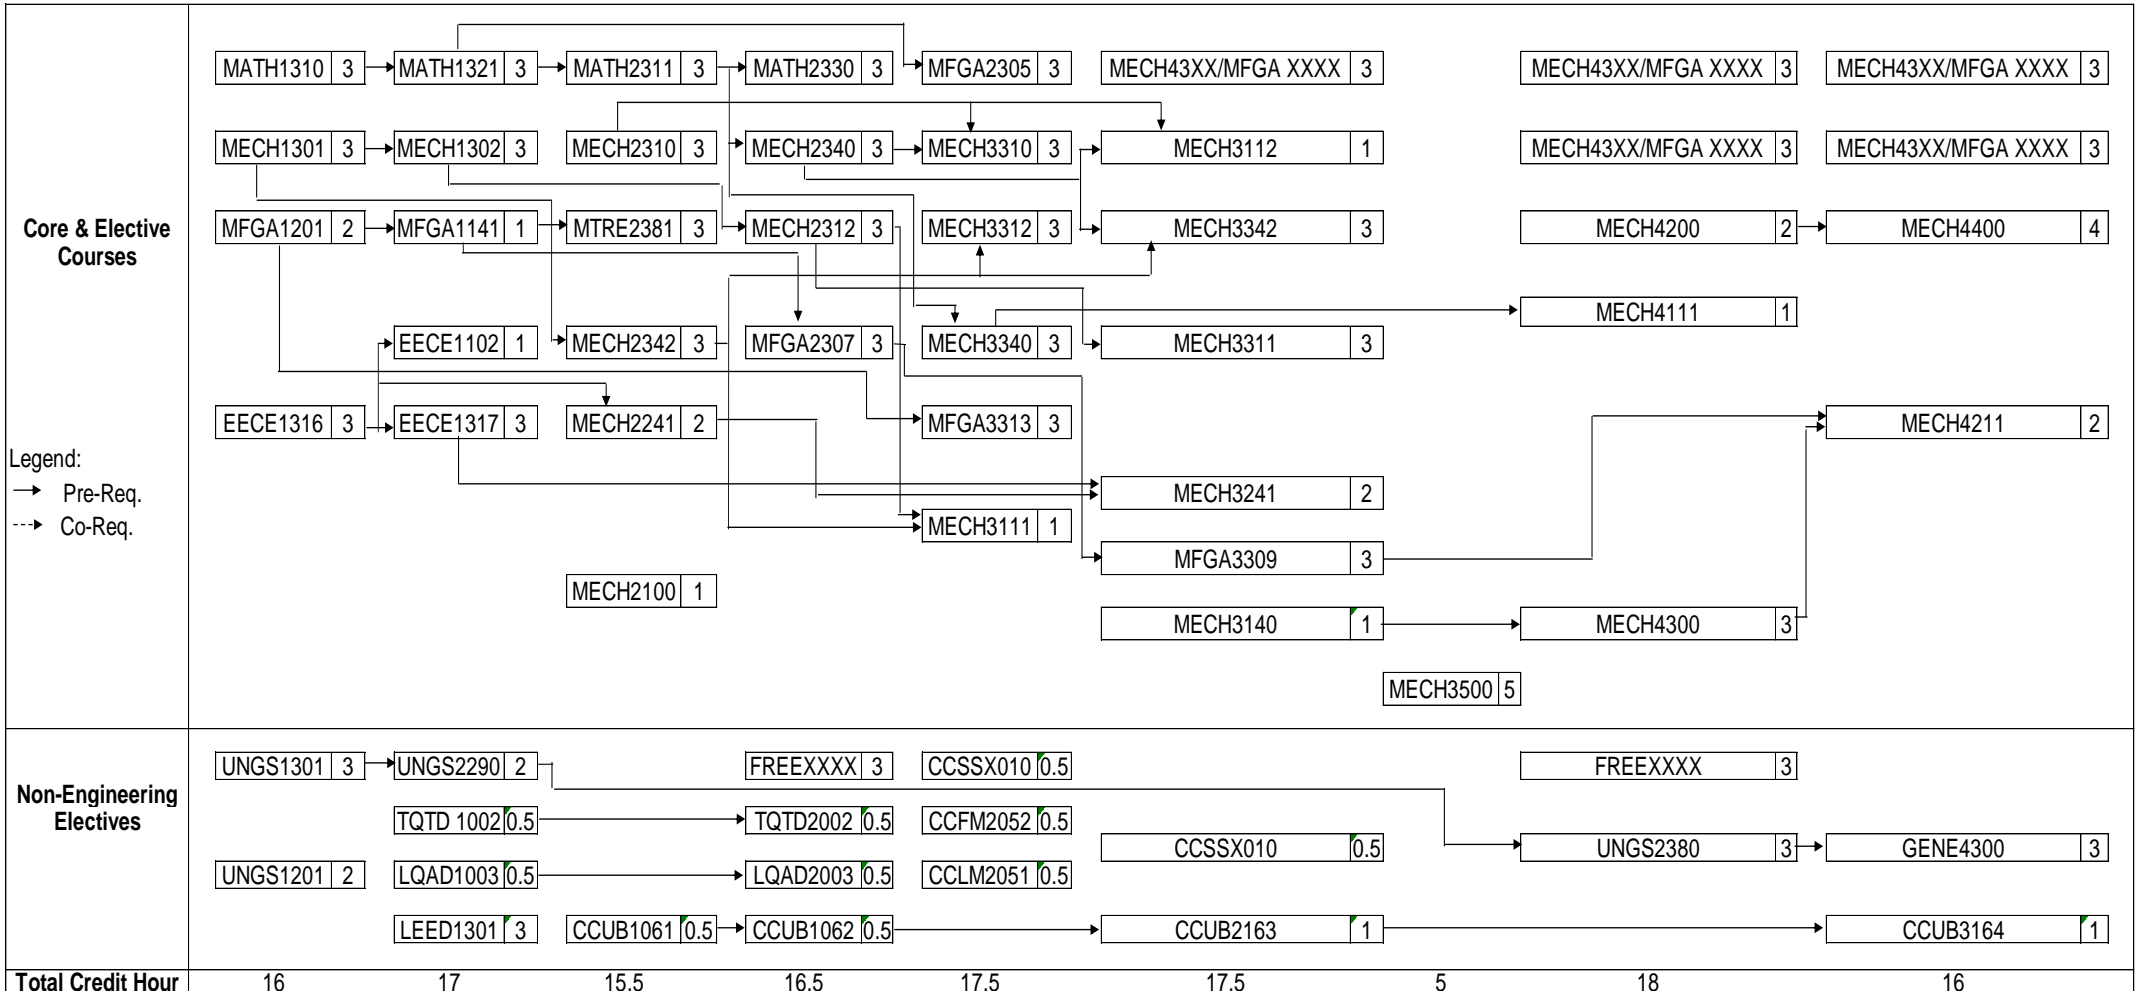 MATH1310 3 MATH1321 3 MATH2311 3 MATH2330 3 MFGA2305 3 MECH43XX/MFGA XXXX 3 MECH43XX/MFGA XXXX 3 MECH43XX/MFGA XXXX 3
MECH1301 3 MECH1302 3 MECH2310 3 MECH2340 3 MECH3310 3 MECH3112 1 MECH43XX/MFGA XXXX 3 MECH43XX/MFGA XXXX 3
Core & Elective
Courses
MFGA1201 2 MFGA1141 1 MTRE2381 3 MECH2312 3 MECH3312 3 MECH3342 3 MECH4200 2 MECH4400 4
MECH4111 1
EECE1102 1 MECH2342 3 MFGA2307 3 MECH3340 3 MECH3311 3
EECE1316 3 EECE1317 3 MECH2241 2 MFGA3313 3 MECH4211 2
Legend:
Pre-Req.
Co-Req.
MECH3241 2
MECH3111 1
MFGA3309 3
MECH2100 1
MECH3140 1 MECH4300 3
MECH3500 5
Non-Engineering
Electives
UNGS1301 3 UNGS2290 2 FREEXXXX 3 CCSSX010 0.5 FREEXXXX 3
TQTD 1002 0.5 TQTD2002 0.5 CCFM2052 0.5
CCSSX010 0.5 UNGS2380 3 GENE4300 3
UNGS1201 2 LQAD1003 0.5 LQAD2003 0.5 CCLM2051 0.5
LEED1301 3 CCUB1061 0.5 CCUB1062 0.5 CCUB2163 1 CCUB3164 1
Total Credit Hour 16 17 15.5 16.5 17.5 17.5 5 18 16